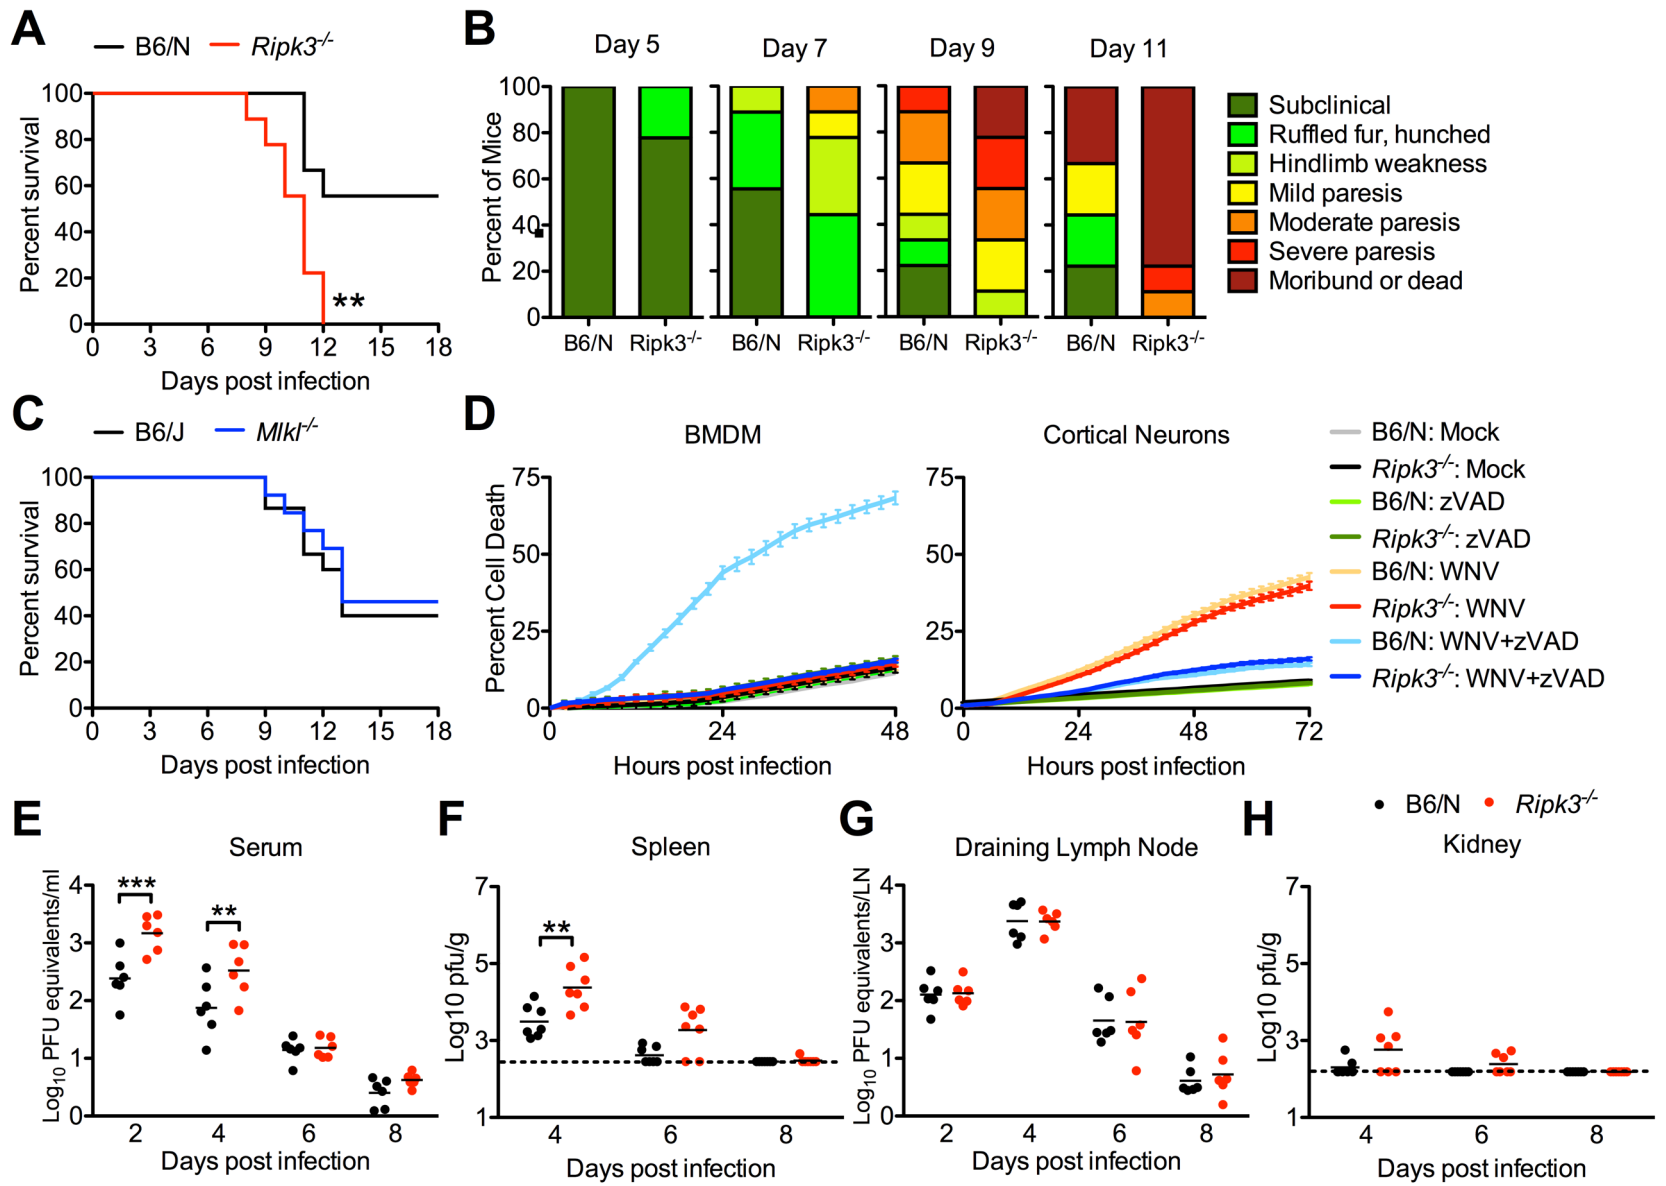 A
B6/N Ripk3-/-
Percent survival
100
80
60
40
20
0
0 3 6 9 12 15 18
**
Days post infection
B
Day 5 Day 7 Day 9 Day 11
Percent of Mice
100
80
60
40
20
0
B6/N Ripk3-/- B6/N Ripk3-/- B6/N Ripk3-/- B6/N Ripk3-/-
Subclinical
Ruffled fur, hunched
Hindlimb weakness
Mild paresis
Moderate paresis
Severe paresis
Moribund or dead
C
B6/J Mlkl-/-
Percent survival
100
80
60
40
20
0
0 3 6 9 12 15 18
Days post infection
D
BMDM
Percent Cell Death
75
50
25
0
0 24 48
Hours post infection
Cortical Neurons
75
50
25
0
0 24 48 72
Hours post infection
B6/N: Mock
Ripk3-/-: Mock
B6/N: zVAD
Ripk3-/-: zVAD
B6/N: WNV
Ripk3-/-: WNV
B6/N: WNV+zVAD
Ripk3-/-: WNV+zVAD
E
Serum
Log10 PFU equivalents/ml
4
3
2
1
0
***
**
2 4 6 8
Days post infection
F
Spleen
Log10 pfu/g
7
5
3
1
**
4 6 8
Days post infection
G
Draining Lymph Node
Log10 PFU equivalents/LN
4
3
2
1
0
2 4 6 8
Days post infection
H
B6/N Ripk3-/-
Kidney
Log10 pfu/g
7
5
3
1
4 6 8
Days post infection